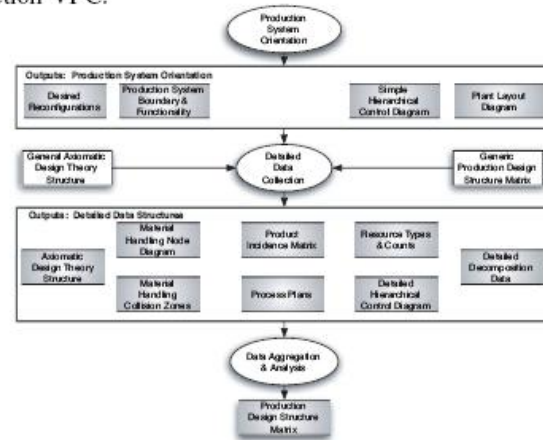 VPC.
Production
System
Orientation
Outputs: Production System Orientation
Desired
Reconfigurations
Production System
Boundary &
Functionality
Simple
Hierarchical
Control Diagram
Plant Layout
Diagram
General Axiomatic
Design Theory
Structure
Detailed
Data
Collection
Generic
Production Design
Structure Matrix
Outputs: Detailed Data Structures
Axiomatic
Design Theory
Structure
Material
Handling Node
Diagram
Product
Incidence Matrix
Resource Types
& Counts
Detailed
Decomposition
Data
Material
Handling
Collision Zones
Process Plans
Detailed
Hierarchical
Control Diagram
Data Aggregation
& Analysis
Production
Design Structure
Matrix